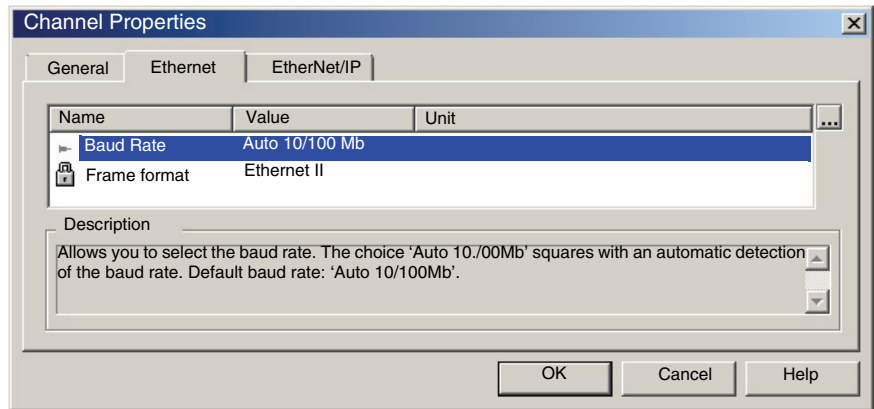 Channel Properties
General Ethernet EtherNet/IP
Name Value Unit ...
Baud Rate Auto 10/100 Mb
Frame format Ethernet II
Description
Allows you to select the baud rate. The choice ‘Auto 10./00Mb’ squares with an automatic detection
of the baud rate. Default baud rate: ‘Auto 10/100Mb’.
OK Cancel Help